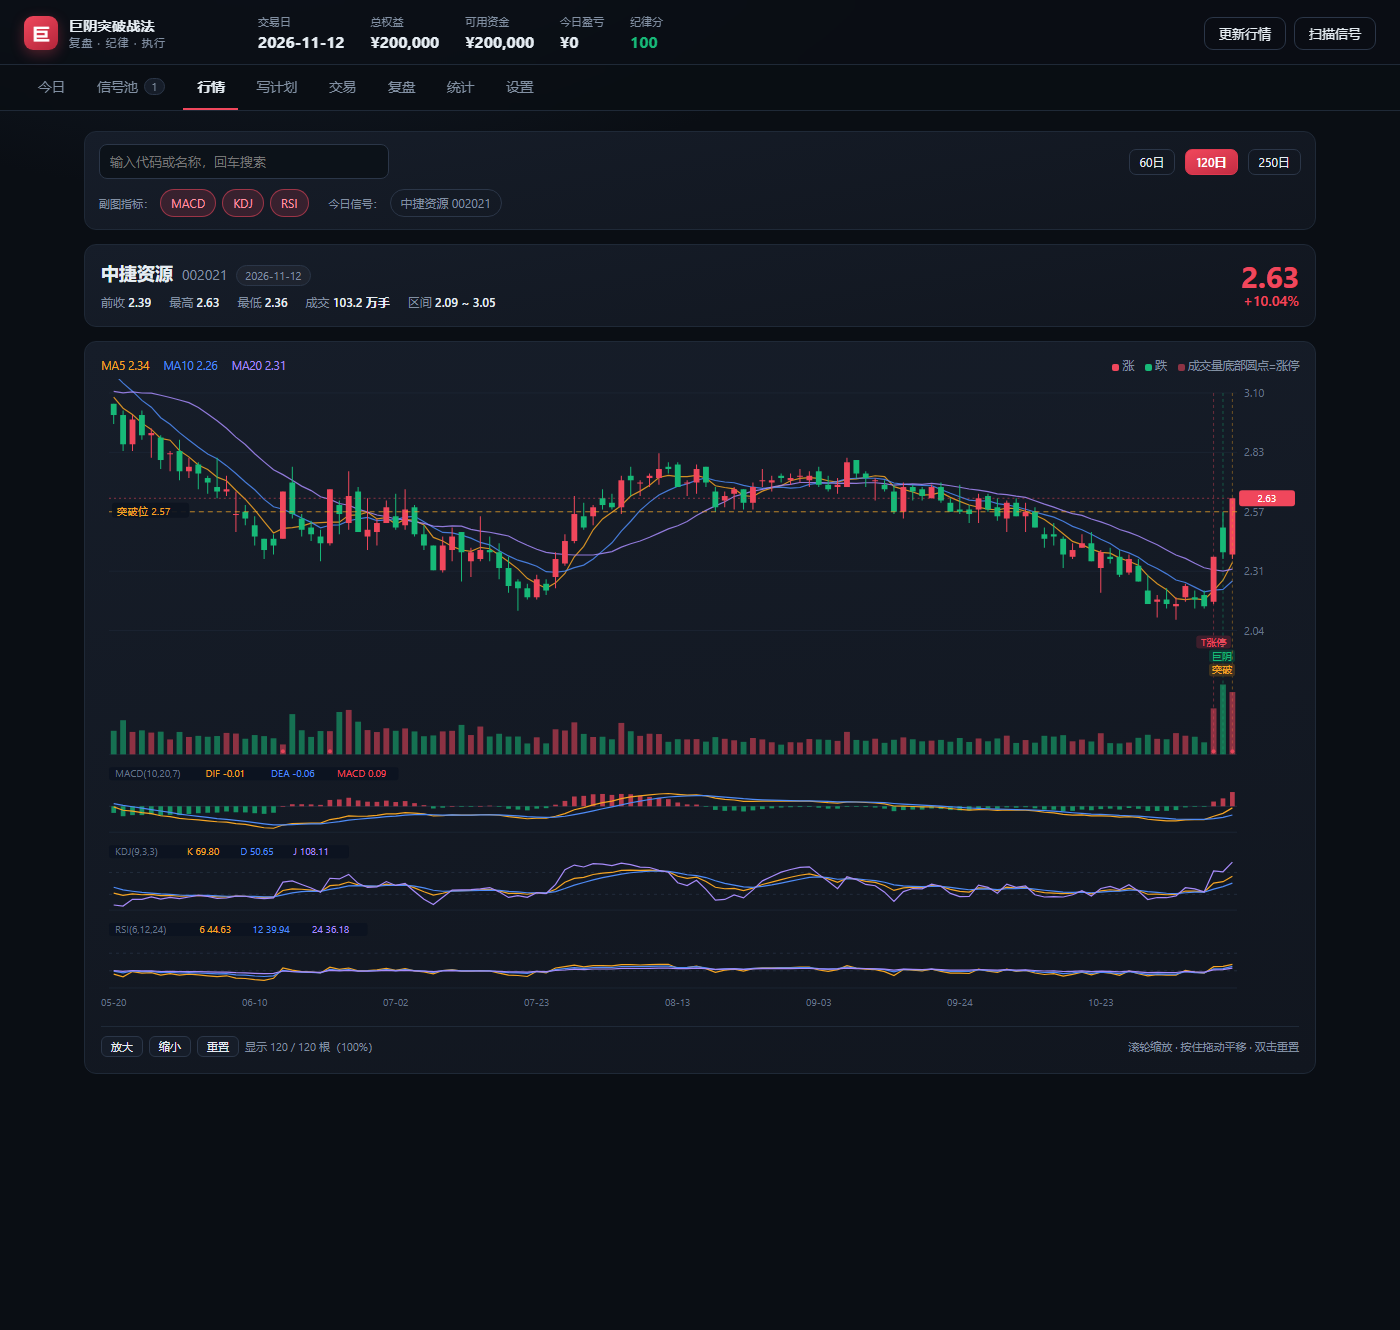 巨
巨阴突破战法
复盘 · 纪律 · 执行
交易日
2026-11-12
总权益
¥200,000
可用资金
¥200,000
今日盈亏
¥0
纪律分
100
更新行情
扫描信号
今日
信号池 1
行情
写计划
交易
复盘
统计
设置
输入代码或名称，回车搜索
60日
120日
250日
副图指标：
MACD
KDJ
RSI
今日信号：
中捷资源 002021
中捷资源 002021 2026-11-12
前收 2.39 最高 2.63 最低 2.36 成交 103.2 万手 区间 2.09 ~ 3.05
2.63
+10.04%
MA5 2.34 MA10 2.26 MA20 2.31
涨 跌 成交量底部圆点=涨停
3.10
2.83
2.63
2.57
突破位 2.57
2.31
2.04
T涨停
巨阴
突破
MACD(10,20,7) DIF -0.01 DEA -0.06 MACD 0.09
KDJ(9,3,3) K 69.80 D 50.65 J 108.11
RSI(6,12,24) 6 44.63 12 39.94 24 36.18
05-20 06-10 07-02 07-23 08-13 09-03 09-24 10-23
放大
缩小
重置
显示 120 / 120 根（100%）
滚轮缩放 · 按住拖动平移 · 双击重置